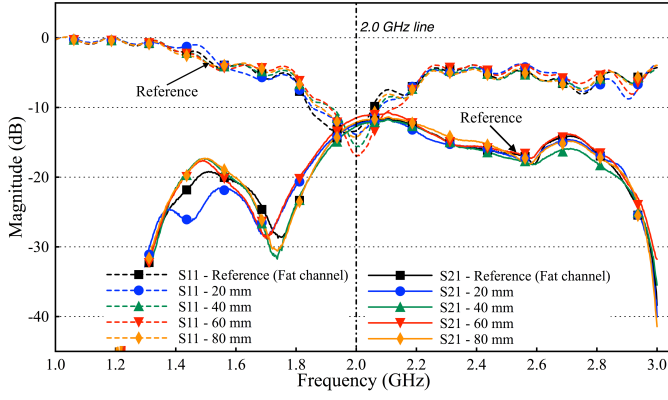 2.0 GHz line
0
-10
-20
-30
-40
Magnitude (dB)
Reference
Reference
S11 - Reference (Fat channel)
S11 - 20 mm
S11 - 40 mm
S11 - 60 mm
S11 - 80 mm
S21 - Reference (Fat channel)
S21 - 20 mm
S21 - 40 mm
S21 - 60 mm
S21 - 80 mm
1.0 1.2 1.4 1.6 1.8 2.0 2.2 2.4 2.6 2.8 3.0
Frequency (GHz)